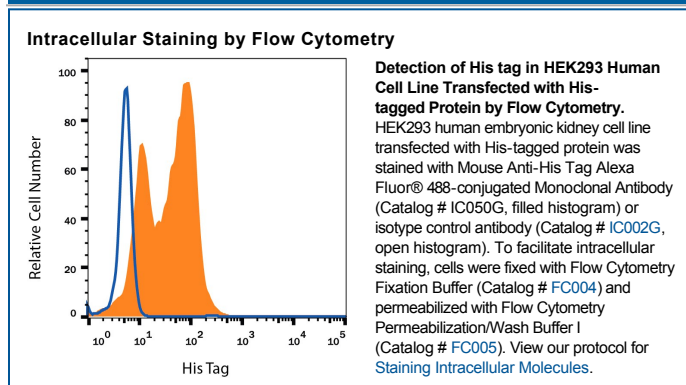 Intracellular Staining by Flow Cytometry
Detection of His tag in HEK293 Human
Cell Line Transfected with His-
tagged Protein by Flow Cytometry.
HEK293 human embryonic kidney cell line
transfected with His-tagged protein was
stained with Mouse Anti-His Tag Alexa
Fluor® 488-conjugated Monoclonal Antibody
(Catalog # IC050G, filled histogram) or
isotype control antibody (Catalog # IC002G,
open histogram). To facilitate intracellular
staining, cells were fixed with Flow Cytometry
Fixation Buffer (Catalog # FC004) and
permeabilized with Flow Cytometry
Permeabilization/Wash Buffer I
(Catalog # FC005). View our protocol for
Staining Intracellular Molecules.
Relative Cell Number
100
80
60
40
20
0
10^0 10^1 10^2 10^3 10^4 10^5
His Tag